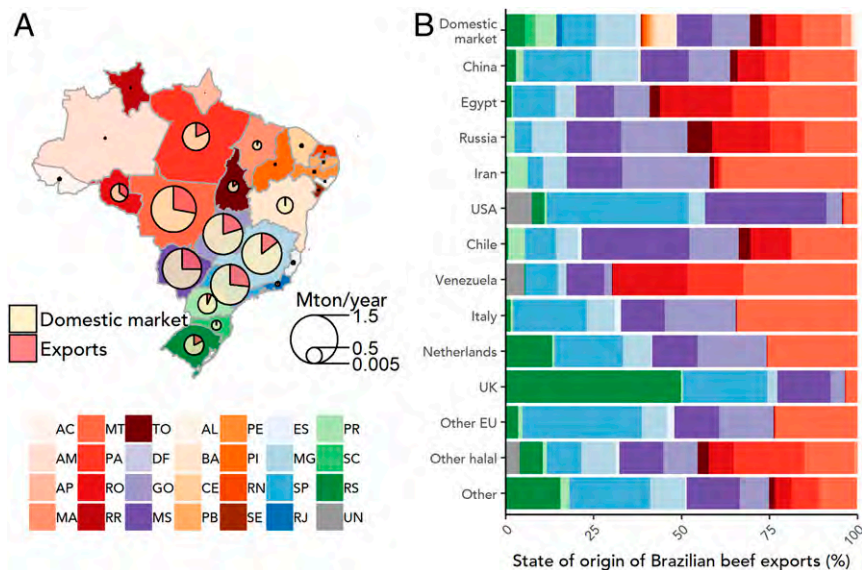 A
B
Domestic market
Exports
Mton/year
1.5
0.5
0.005
AC MT TO AL PE ES PR
AM PA DF BA PI MG SC
AP RO GO CE RN SP RS
MA RR MS PB SE RJ UN
Domestic
market
China
Egypt
Russia
Iran
USA
Chile
Venezuela
Italy
Netherlands
UK
Other EU
Other halal
Other
0 25 50 75 100
State of origin of Brazilian beef exports (%)